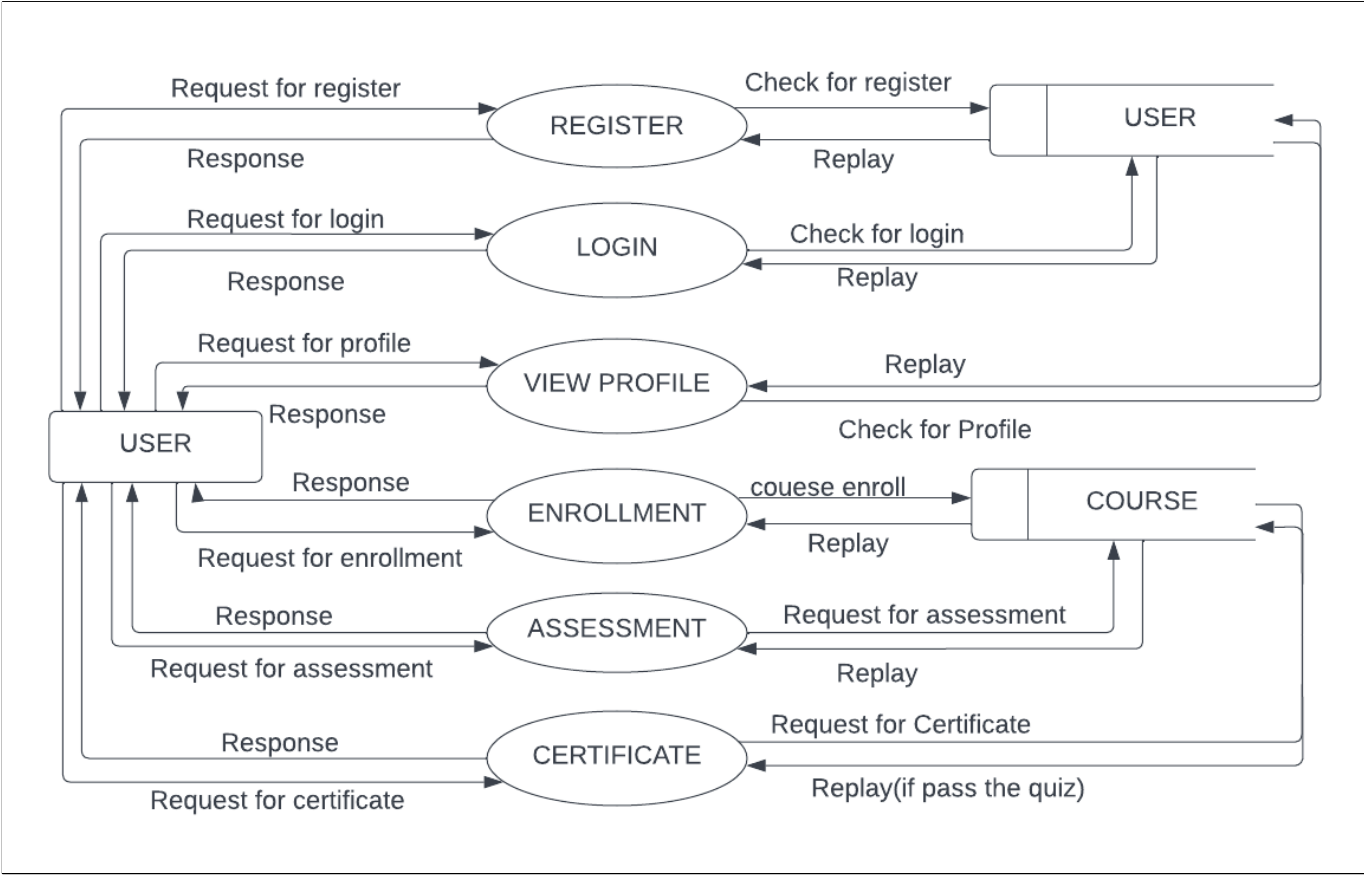 Request for register
Check for register
REGISTER
USER
Response
Replay
Request for login
LOGIN
Check for login
Response
Replay
Request for profile
VIEW PROFILE
Replay
Response
Check for Profile
USER
Response
ENROLLMENT
couese enroll
COURSE
Request for enrollment
Replay
Response
ASSESSMENT
Request for assessment
Request for assessment
Replay
Response
CERTIFICATE
Request for Certificate
Request for certificate
Replay(if pass the quiz)